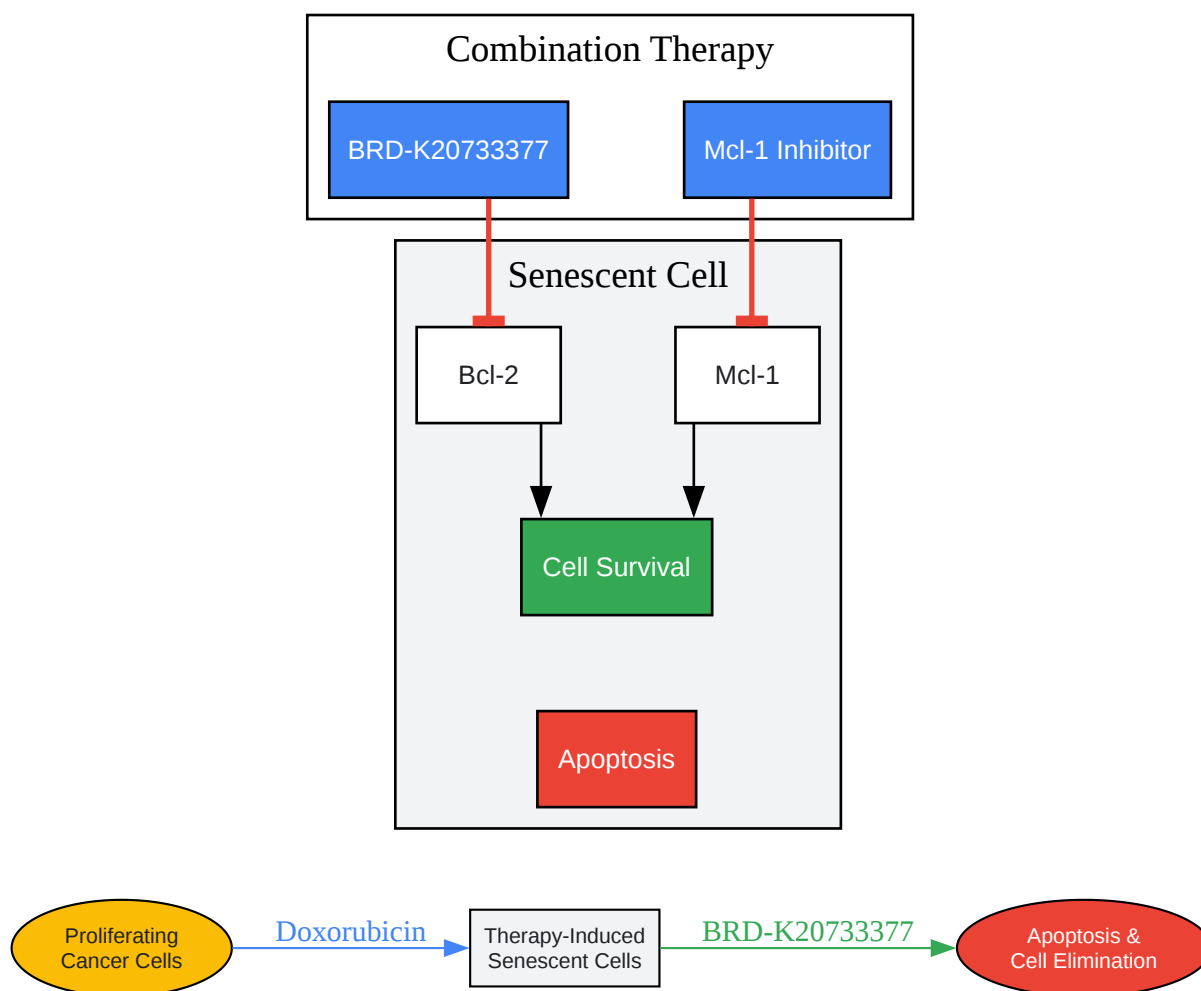 Combination Therapy
BRD-K20733377
Mcl-1 Inhibitor
Senescent Cell
Bcl-2
Mcl-1
Cell Survival
Apoptosis
Proliferating
Cancer Cells
Doxorubicin
Therapy-Induced
Senescent Cells
BRD-K20733377
Apoptosis &
Cell Elimination